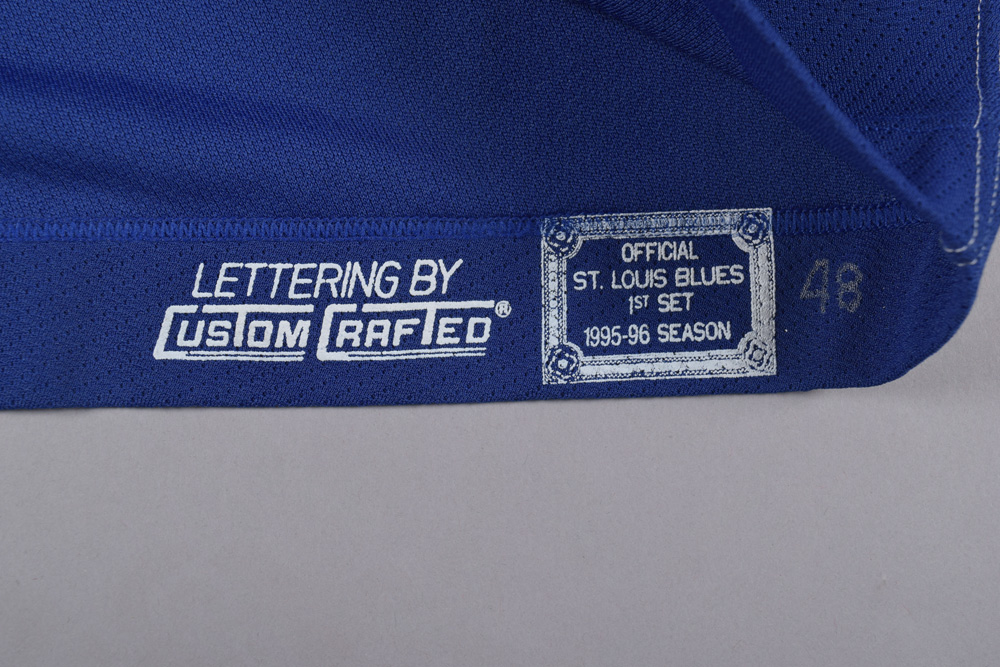 LETTERING BY
CUSTOM CRAFTED®
OFFICIAL
ST. LOUIS BLUES
1ST SET
1995-96 SEASON
48